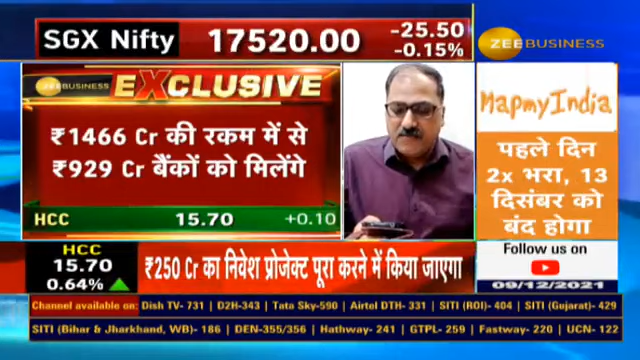 SGX Nifty
17520.00
-25.50
-0.15%
ZEE BUSINESS
ZEE BUSINESS
EXCLUSIVE
₹1466 Cr की रकम में से
₹929 Cr बैंकों को मिलेंगे
HCC 15.70 +0.10
MapmyIndia
पहले दिन
2x भरा, 13
दिसंबर को
बंद होगा
HCC
15.70
0.64%
₹250 Cr का निवेश प्रोजेक्ट पूरा करने में किया जाएगा
Follow us on
09/12/2021
Channel available on: Dish TV- 731 | D2H-343 | Tata Sky-590 | Airtel DTH- 331 | SITI (ROI)- 404 | SITI (Gujarat)- 429
SITI (Bihar & Jharkhand, WB)- 186 | DEN-355/356 | Hathway- 241 | GTPL- 259 | Fastway- 220 | UCN- 122